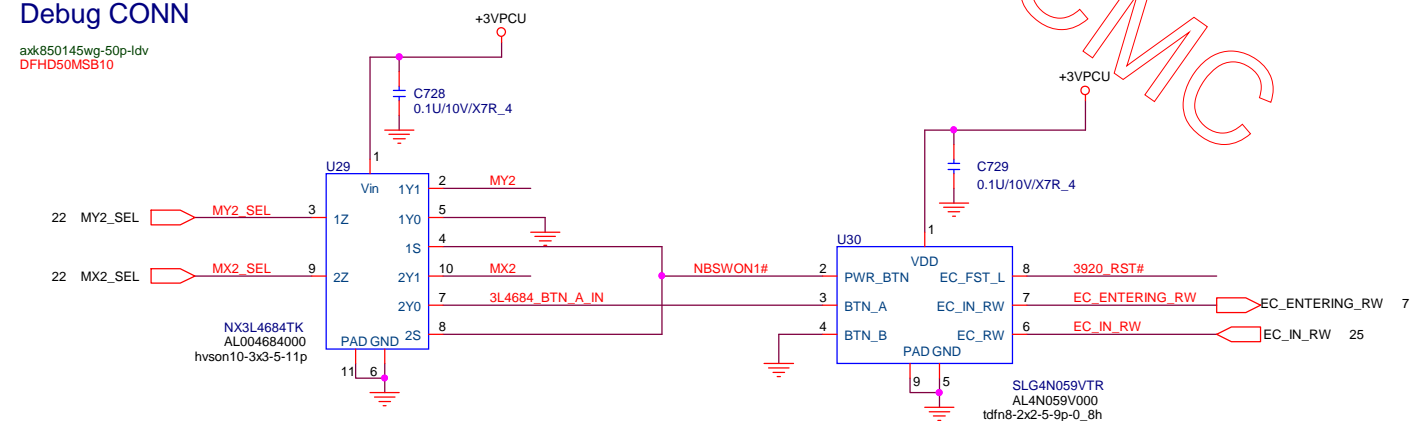 Debug CONN
axk850145wg-50p-ldv
DFHD50MSB10
CMC
+3VPCU
C728
0.1U/10V/X7R_4
+3VPCU
C729
0.1U/10V/X7R_4
U29
1
Vin
1Y1 2 MY2
22 MY2_SEL MY2_SEL 3 1Z
1Y0 5
1S 4
22 MX2_SEL MX2_SEL 9 2Z
2Y1 10 MX2
2Y0 7 3L4684_BTN_A_IN
2S 8
PAD GND
11 6
NX3L4684TK
AL004684000
hvson10-3x3-5-11p
U30
1
VDD
NBSWON1# 2 PWR_BTN
EC_FST_L 8 3920_RST#
3 BTN_A
EC_IN_RW 7 EC_ENTERING_RW EC_ENTERING_RW 7
4 BTN_B
EC_RW 6 EC_IN_RW EC_IN_RW 25
PAD GND
9 5
SLG4N059VTR
AL4N059V000
tdfn8-2x2-5-9p-0_8h